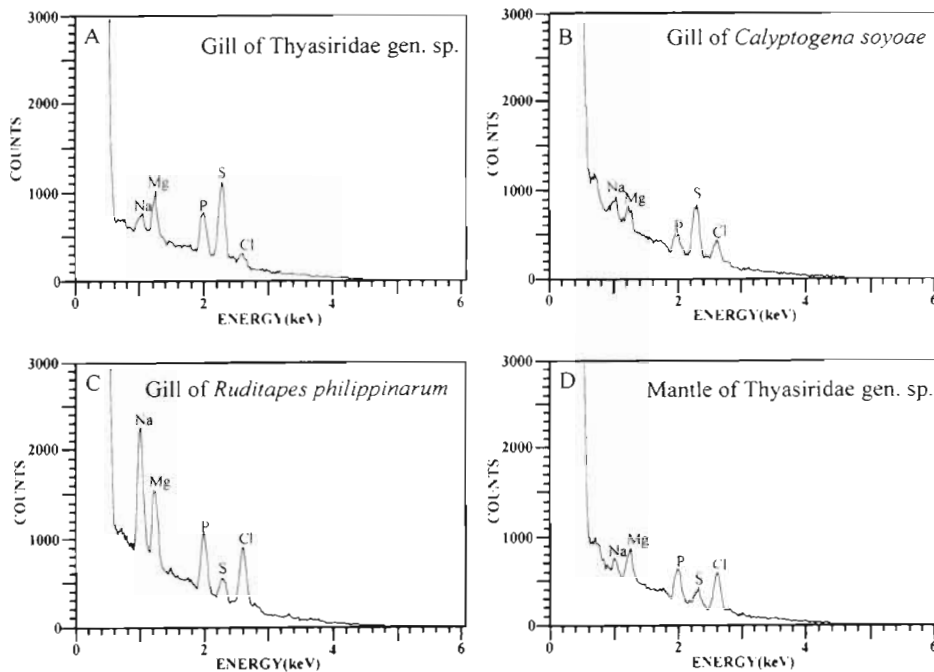 A
Gill of Thyasiridae gen. sp.
3000
2000
1000
0
COUNTS
Na
Mg
P
S
Cl
0
2
4
6
ENERGY(keV)
B
Gill of Calyptogena soyoae
3000
2000
1000
0
COUNTS
Na
Mg
P
S
Cl
0
2
4
6
ENERGY(keV)
C
Gill of Ruditapes philippinarum
3000
2000
1000
0
COUNTS
Na
Mg
P
S
Cl
0
2
4
6
ENERGY(keV)
D
Mantle of Thyasiridae gen. sp.
3000
2000
1000
0
COUNTS
Na
Mg
P
S
Cl
0
2
4
6
ENERGY(keV)